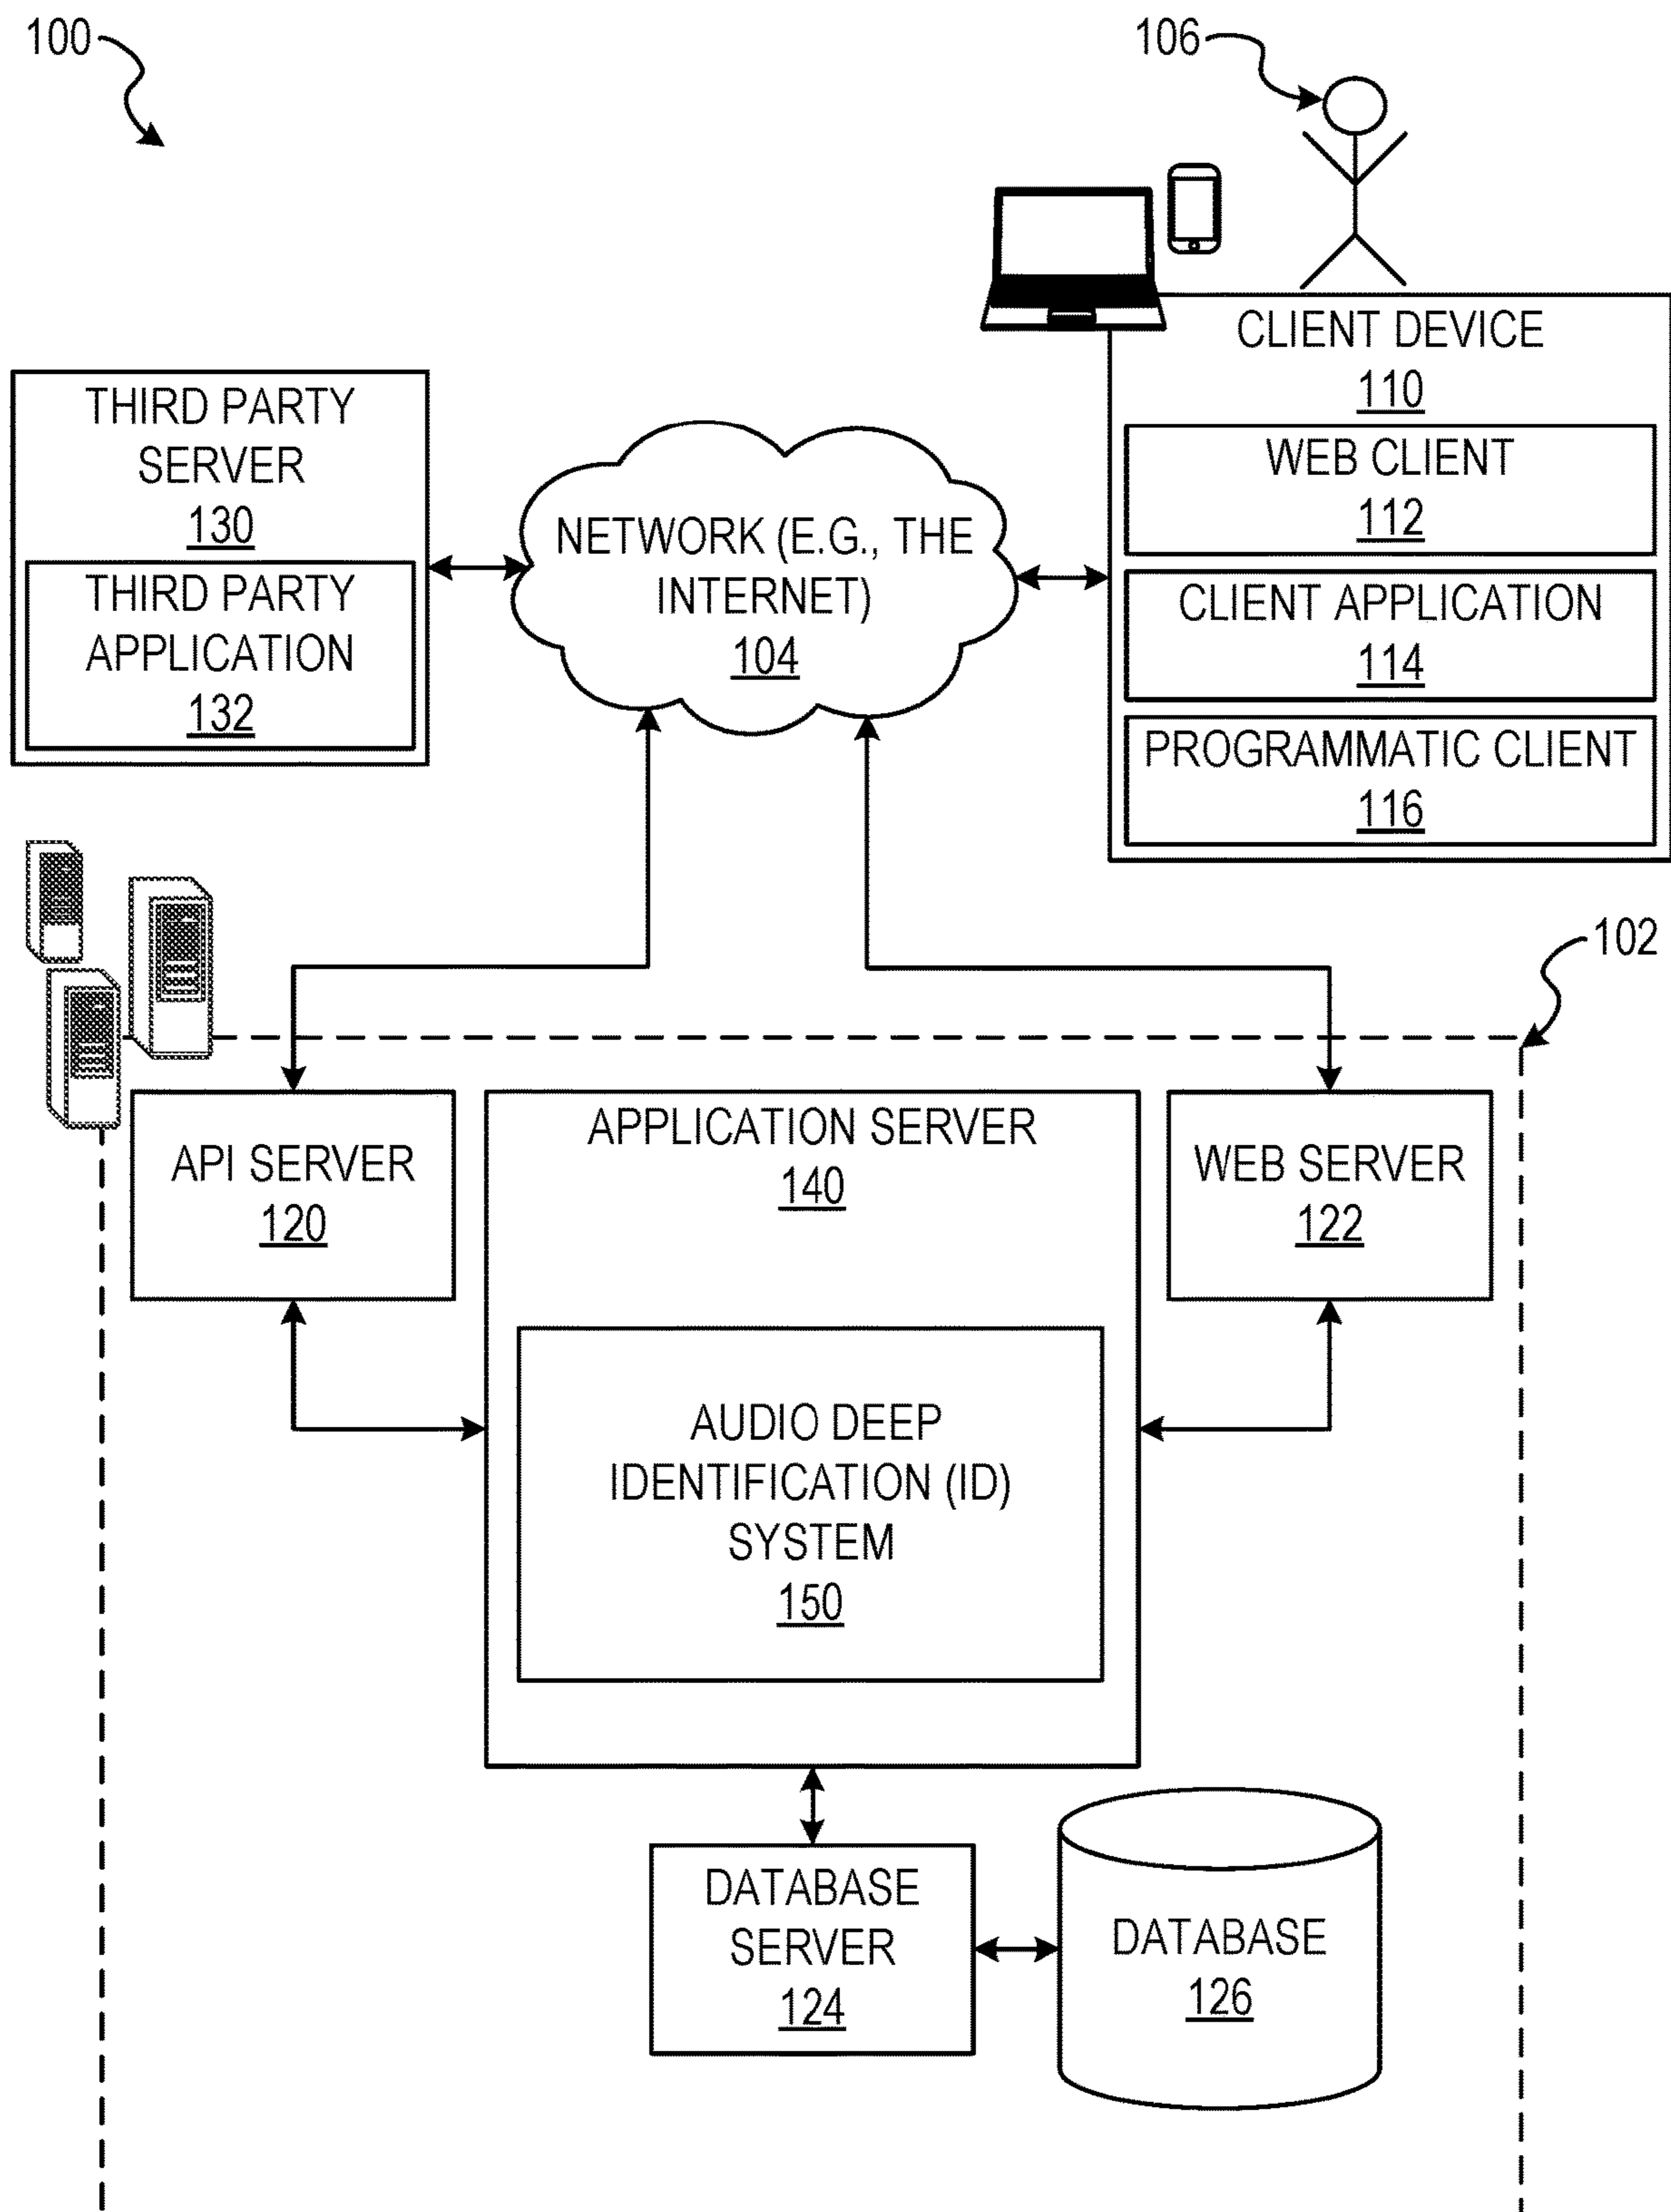 100
106
CLIENT DEVICE
110
WEB CLIENT
112
CLIENT APPLICATION
114
PROGRAMMATIC CLIENT
116
THIRD PARTY
SERVER
130
THIRD PARTY
APPLICATION
132
NETWORK (E.G., THE
INTERNET)
104
102
API SERVER
120
APPLICATION SERVER
140
WEB SERVER
122
AUDIO DEEP
IDENTIFICATION (ID)
SYSTEM
150
DATABASE
SERVER
124
DATABASE
126